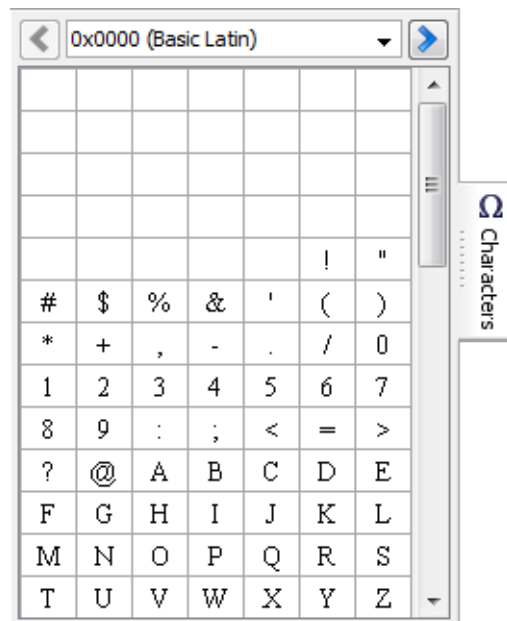 0x0000 (Basic Latin)
! "
# $ % & ' ( )
* + , - . / 0
1 2 3 4 5 6 7
8 9 : ; < = >
? @ A B C D E
F G H I J K L
M N O P Q R S
T U V W X Y Z
Ω Characters